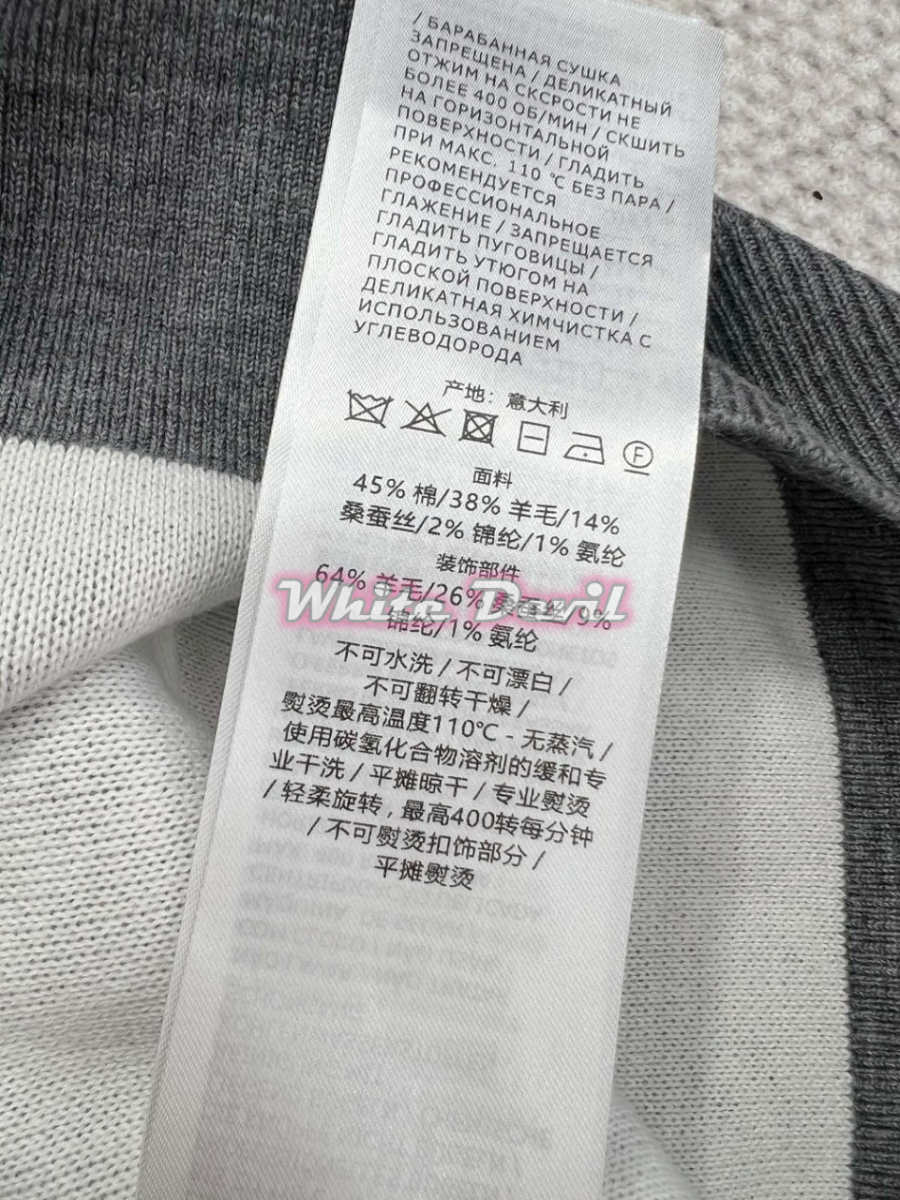 / БАРАБАННАЯ СУШКА
ЗАПРЕЩЕНА / ДЕЛИКАТНЫЙ
ОТЖИМ НА СКСРОСТИ НЕ
БОЛЕЕ 400 ОБ/МИН / СКШИТЬ
НА ГОРИЗОНТАЛЬНОЙ
ПОВЕРХНОСТИ / ГЛАДИТЬ
ПРИ МАКС. 110 °C БЕЗ ПАРА /
РЕКОМЕНДУЕТСЯ
ПРОФЕССИОНАЛЬНОЕ
ГЛАЖЕНИЕ / ЗАПРЕЩАЕТСЯ
ГЛАДИТЬ ПУГОВИЦЫ /
ГЛАДИТЬ УТЮГОМ НА
ПЛОСКОЙ ПОВЕРХНОСТИ /
ДЕЛИКАТНАЯ ХИМЧИСТКА С
ИСПОЛЬЗОВАНИЕМ
УГЛЕВОДОРОДА
产地：意大利
F
面料
45% 棉/38% 羊毛/14%
桑蚕丝/2% 锦纶/1% 氨纶
装饰部件
64% 羊毛/26% 桑蚕丝/9%
White Devil
锦纶/1% 氨纶
不可水洗 / 不可漂白 /
不可翻转干燥 /
熨烫最高温度110℃ - 无蒸汽 /
使用碳氢化合物溶剂的缓和专
业干洗 / 平摊晾干 / 专业熨烫
/ 轻柔旋转，最高400转每分钟
/ 不可熨烫扣饰部分 /
平摊熨烫